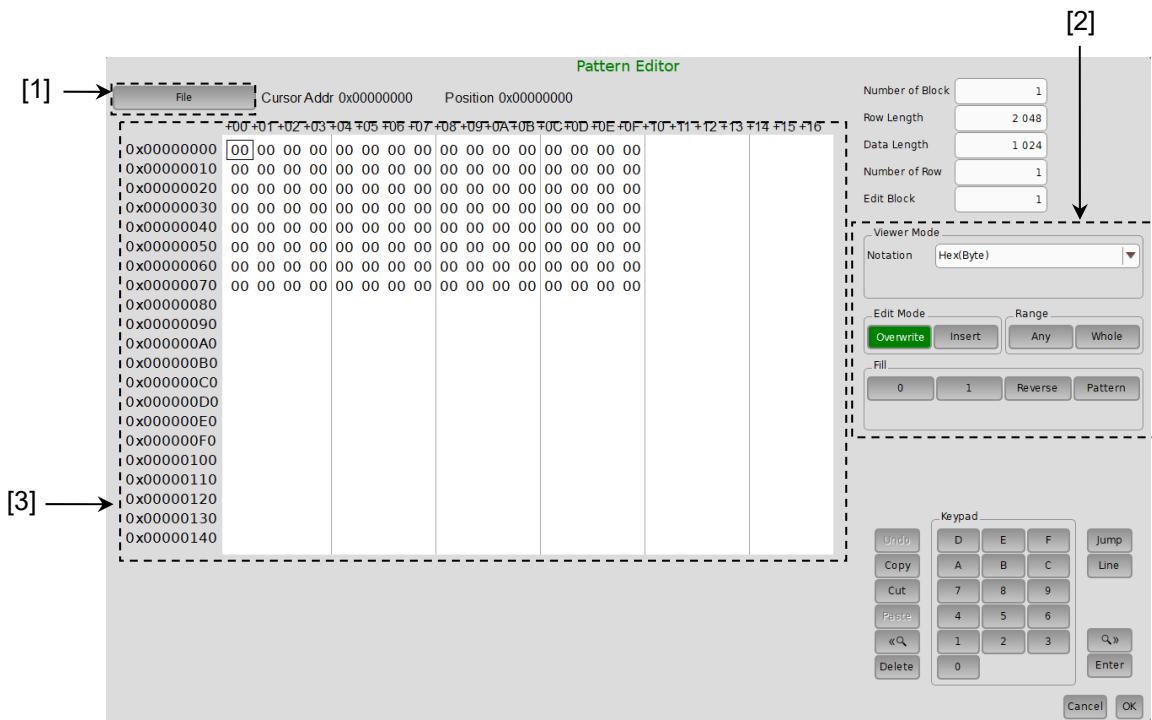 [2]
Pattern Editor
[1]
File
Cursor Addr 0x00000000
Position 0x00000000
+00 +01 +02 +03 +04 +05 +06 +07 +08 +09 +0A +0B +0C +0D +0E +0F +10 +11 +12 +13 +14 +15 +16
0x00000000 00 00 00 00 00 00 00 00 00 00 00 00 00 00 00 00
0x00000010 00 00 00 00 00 00 00 00 00 00 00 00 00 00 00 00
0x00000020 00 00 00 00 00 00 00 00 00 00 00 00 00 00 00 00
0x00000030 00 00 00 00 00 00 00 00 00 00 00 00 00 00 00 00
0x00000040 00 00 00 00 00 00 00 00 00 00 00 00 00 00 00 00
0x00000050 00 00 00 00 00 00 00 00 00 00 00 00 00 00 00 00
0x00000060 00 00 00 00 00 00 00 00 00 00 00 00 00 00 00 00
0x00000070 00 00 00 00 00 00 00 00 00 00 00 00 00 00 00 00
0x00000080
0x00000090
0x000000A0
0x000000B0
0x000000C0
0x000000D0
0x000000E0
0x000000F0
0x00000100
0x00000110
0x00000120
0x00000130
0x00000140
[3]
Number of Block 1
Row Length 2 048
Data Length 1 024
Number of Row 1
Edit Block 1
Viewer Mode
Notation Hex(Byte)
Edit Mode Range
Overwrite Insert Any Whole
Fill
0 1 Reverse Pattern
Keypad
Undo D E F Jump
Copy A B C Line
Cut 7 8 9
Paste 4 5 6
« 1 2 3 »
Delete 0 Enter
Cancel OK